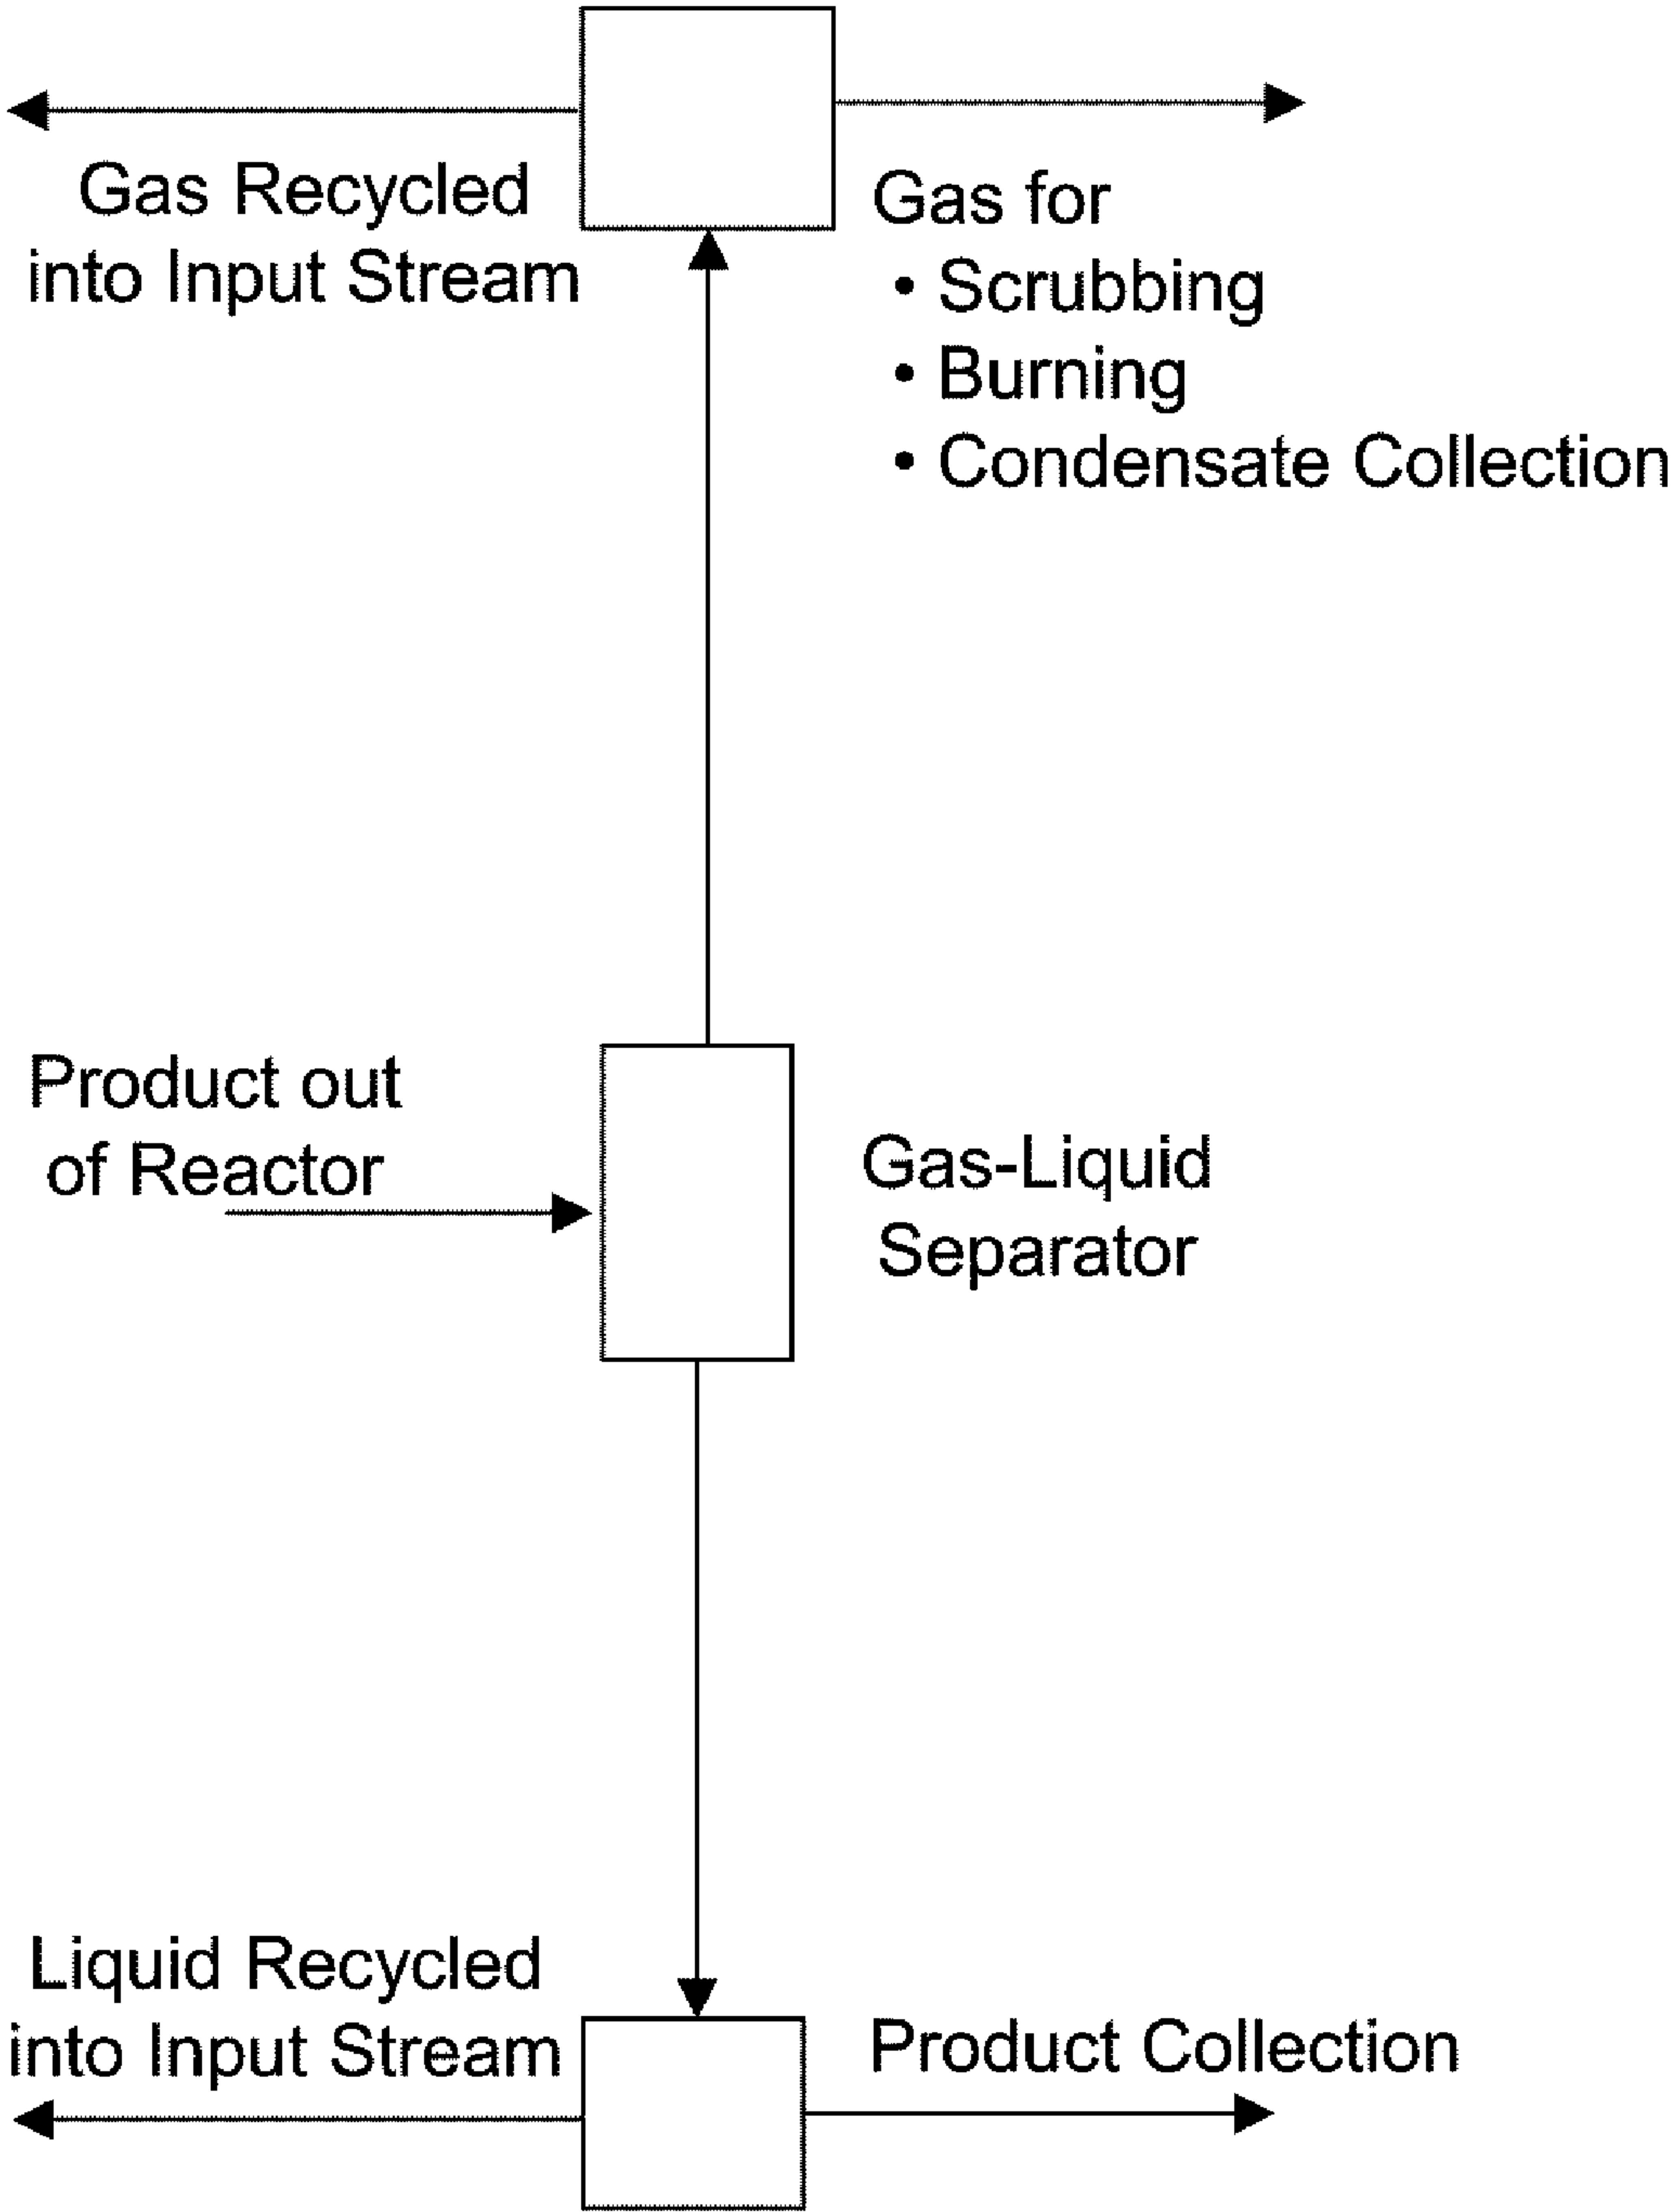 Gas Recycled
into Input Stream
Gas for
• Scrubbing
• Burning
• Condensate Collection
Product out
of Reactor
Gas-Liquid
Separator
Liquid Recycled
into Input Stream
Product Collection